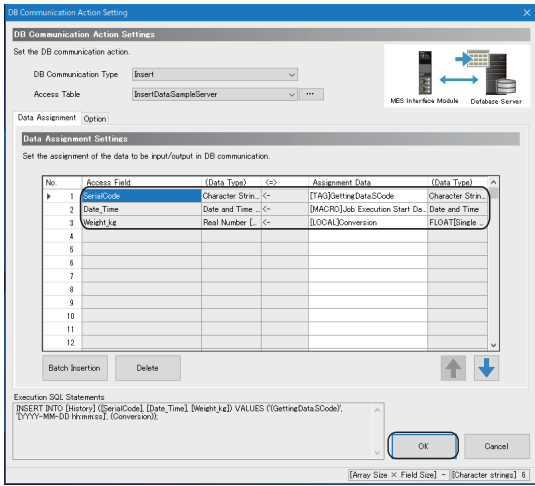 DB Communication Action Setting
DB Communication Action Settings
Set the DB communication action.
DB Communication Type Insert
Access Table InsertDataSampleServer ...
MES Interface Module Database Server
Data Assignment Option
Data Assignment Settings
Set the assignment of the data to be input/output in DB communication.
No. Access Field (Data Type) <=> Assignment Data (Data Type)
1 SerialCode Character Strin... <- [TAG]GettingData.SCode Character Strin...
2 Date_Time Date and Time ... <- [MACRO]Job Execution Start Da... Date and Time
3 Weight_kg Real Number [... <- [LOCAL]Conversion FLOAT[Single ...
4
5
6
7
8
9
10
11
12
Batch Insertion Delete
Execution SQL Statements
INSERT INTO [History] ([SerialCode], [Date_Time], [Weight_kg]) VALUES ('(GettingData.SCode)',
'[YYYY-MM-DD hh:mm:ss]', (Conversion));
OK Cancel
[Array Size × Field Size] - [Character strings] 6